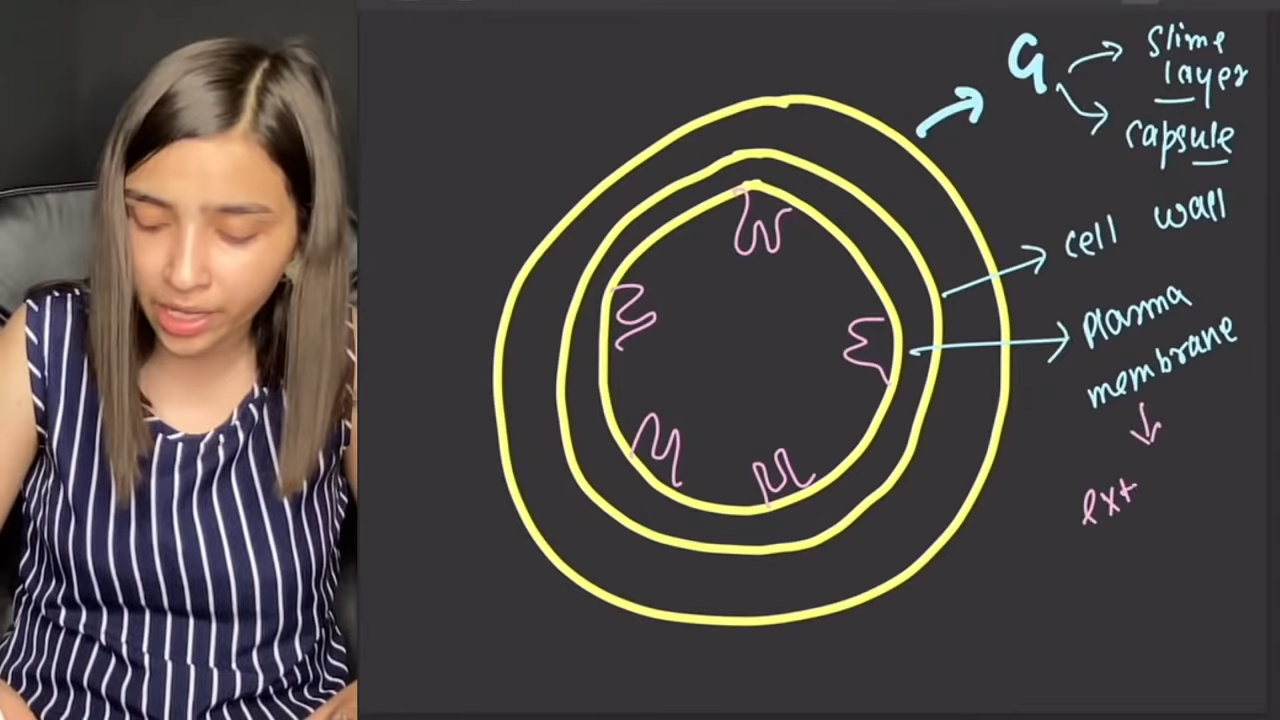 G
slime
layer
capsule
cell wall
Plasma
membrane
ext